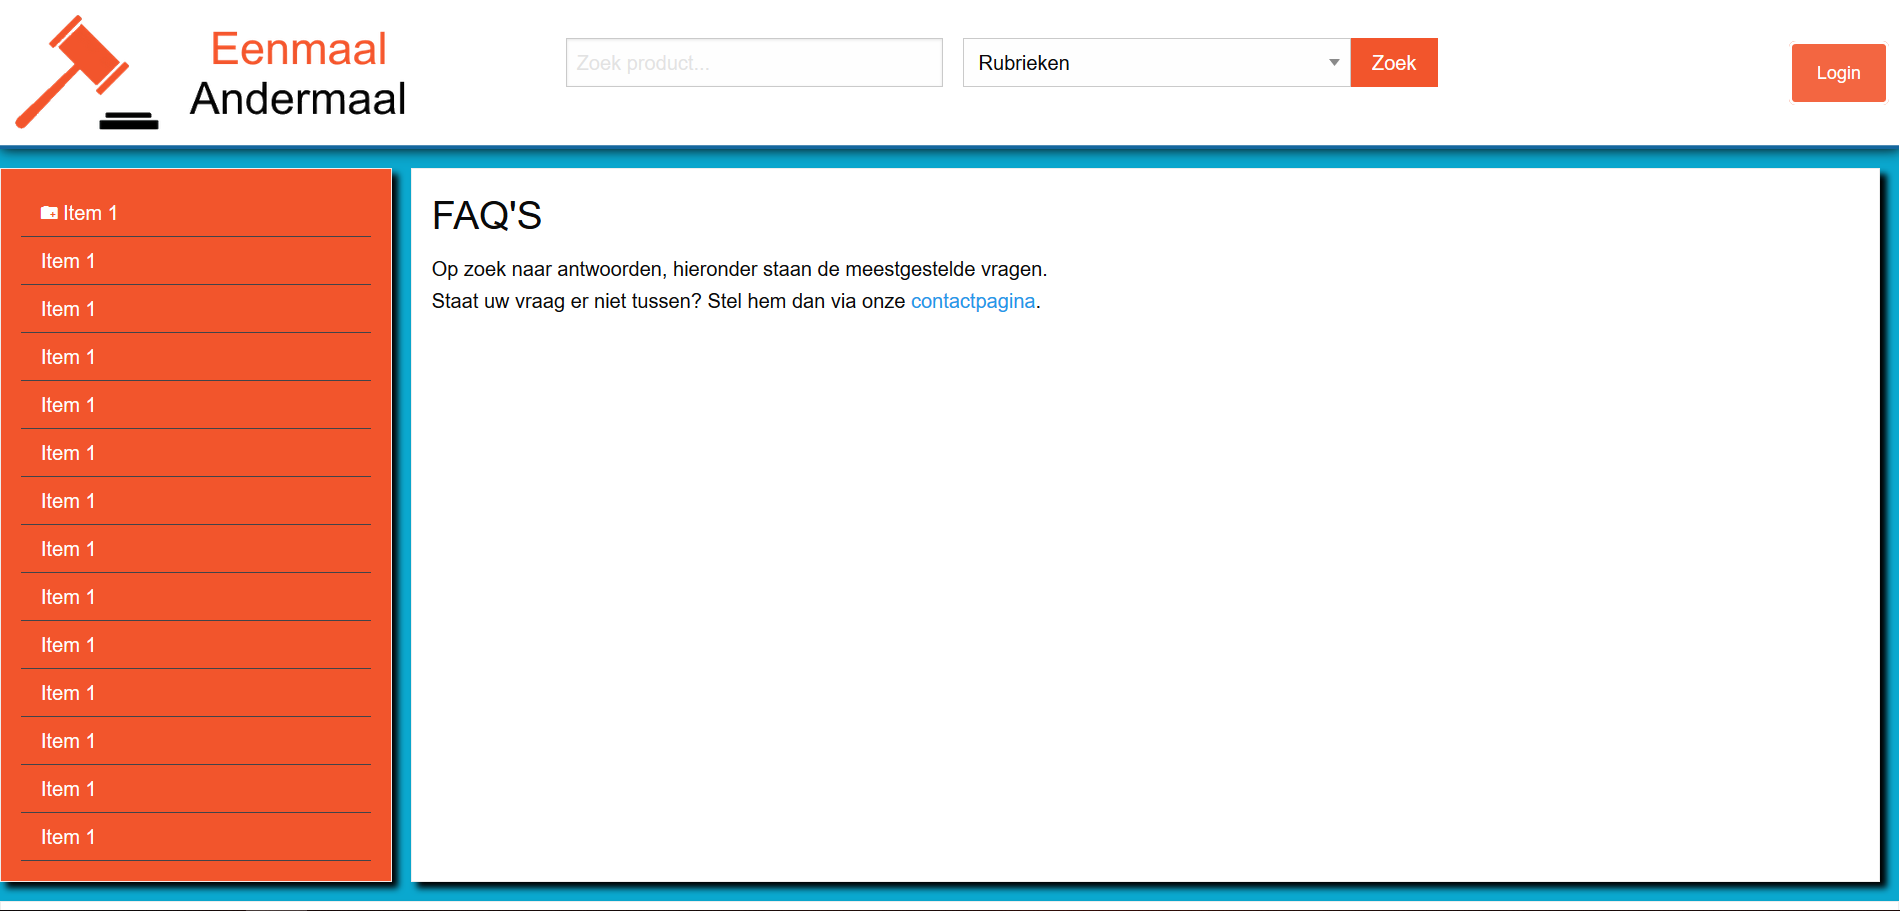 Eenmaal
Andermaal
Zoek product...
Rubrieken
Zoek
Login
Item 1
Item 1
Item 1
Item 1
Item 1
Item 1
Item 1
Item 1
Item 1
Item 1
Item 1
Item 1
Item 1
Item 1
FAQ'S
Op zoek naar antwoorden, hieronder staan de meestgestelde vragen.
Staat uw vraag er niet tussen? Stel hem dan via onze contactpagina.